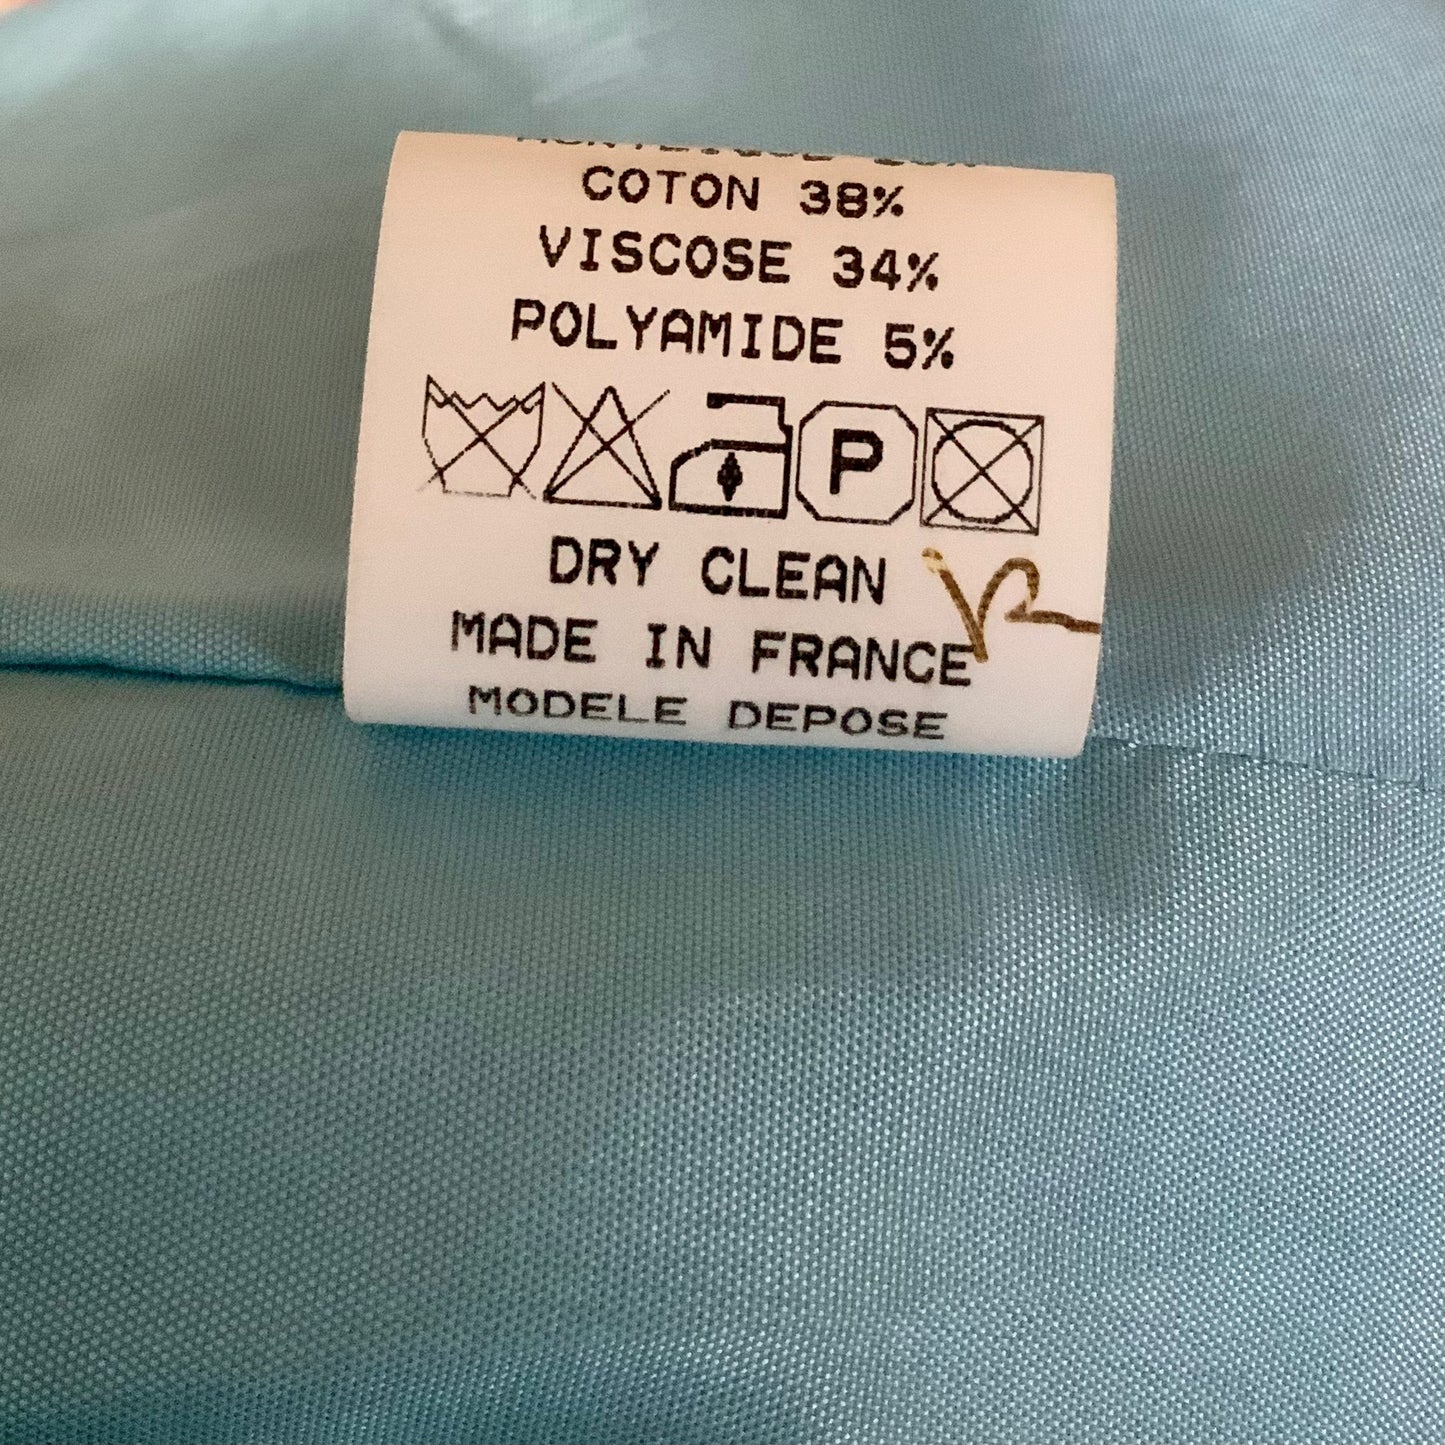 COTON 38%
VISCOSE 34%
POLYAMIDE 5%
P
DRY CLEAN
MADE IN FRANCE
MODELE DEPOSE